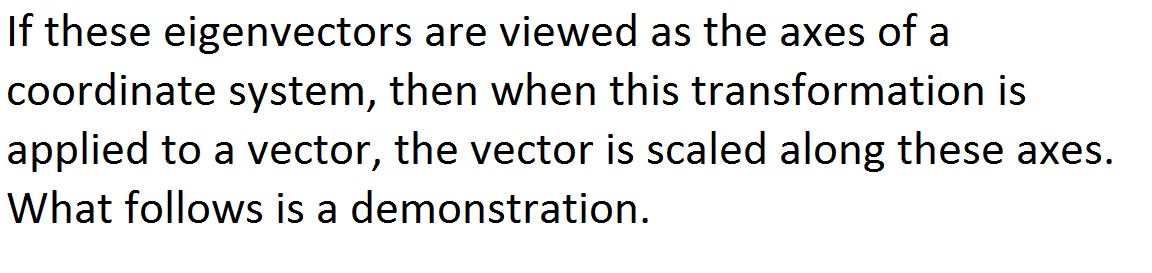 If these eigenvectors are viewed as the axes of a
coordinate system, then when this transformation is
applied to a vector, the vector is scaled along these axes.
What follows is a demonstration.